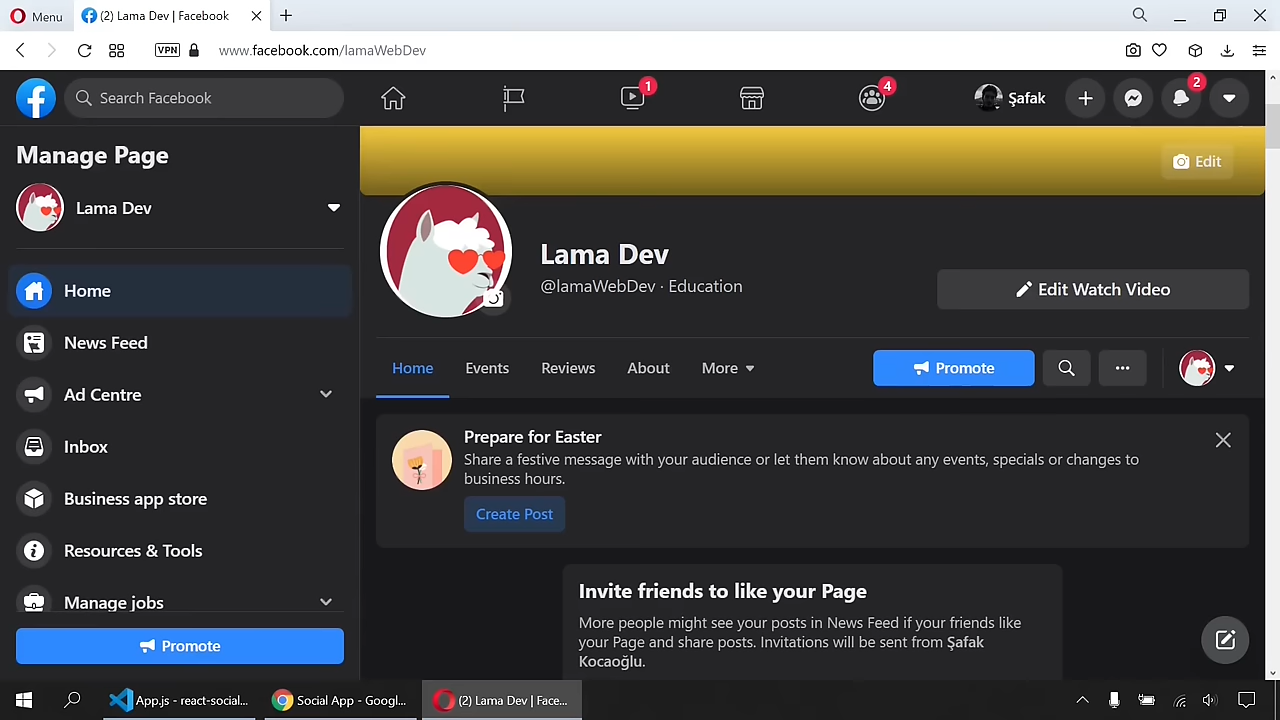 Menu
(2) Lama Dev | Facebook
VPN
www.facebook.com/lamaWebDev
Search Facebook
1
4
Şafak
2
Manage Page
Lama Dev
Home
News Feed
Ad Centre
Inbox
Business app store
Resources & Tools
Manage jobs
Promote
Edit
Lama Dev
@lamaWebDev · Education
Edit Watch Video
Home
Events
Reviews
About
More
Promote
Prepare for Easter
Share a festive message with your audience or let them know about any events, specials or changes to
business hours.
Create Post
Invite friends to like your Page
More people might see your posts in News Feed if your friends like
your Page and share posts. Invitations will be sent from Şafak
Kocaoğlu.
App.js - react-social...
Social App - Googl...
(2) Lama Dev | Face...